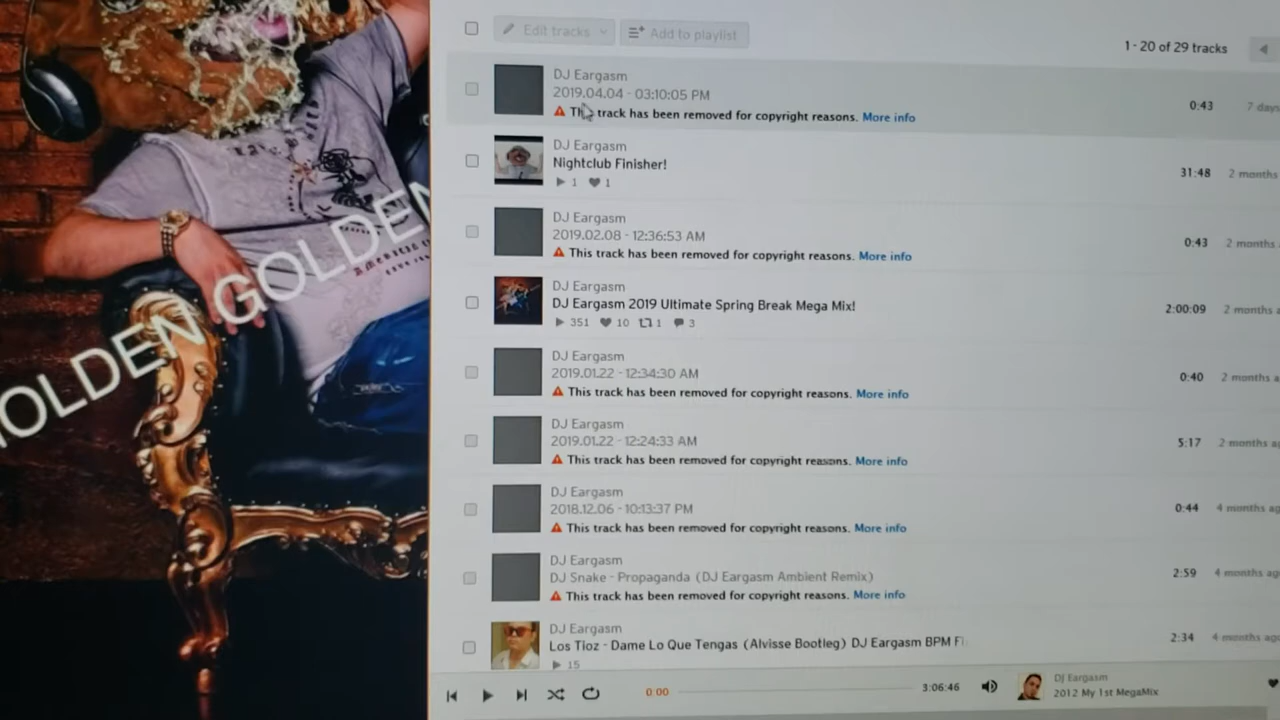 Edit tracks
Add to playlist
1 - 20 of 29 tracks
DJ Eargasm
2019.04.04 - 03:10:05 PM
track has been removed for copyright reasons. More info
0:43
7 days
DJ Eargasm
Nightclub Finisher!
1 1
31:48
2 months
DJ Eargasm
2019.02.08 - 12:36:53 AM
This track has been removed for copyright reasons. More info
0:43
2 months
DJ Eargasm
DJ Eargasm 2019 Ultimate Spring Break Mega Mix!
351 10 1 3
2:00:09
2 months a
DJ Eargasm
2019.01.22 - 12:34:30 AM
This track has been removed for copyright reasons. More info
0:40
2 months a
DJ Eargasm
2019.01.22 - 12:24:33 AM
This track has been removed for copyright reasons. More info
5:17
2 months ag
DJ Eargasm
2018.12.06 - 10:13:37 PM
This track has been removed for copyright reasons. More info
0:44
4 months ag
DJ Eargasm
DJ Snake - Propaganda (DJ Eargasm Ambient Remix)
This track has been removed for copyright reasons. More info
2:59
4 months ago
DJ Eargasm
Los Tioz - Dame Lo Que Tengas (Alvisse Bootleg) DJ Eargasm BPM
15
2:34
4 months ago
0:00
3:06:46
DJ Eargasm
2012 My 1st MegaMix
GOLDEN GOLDEN